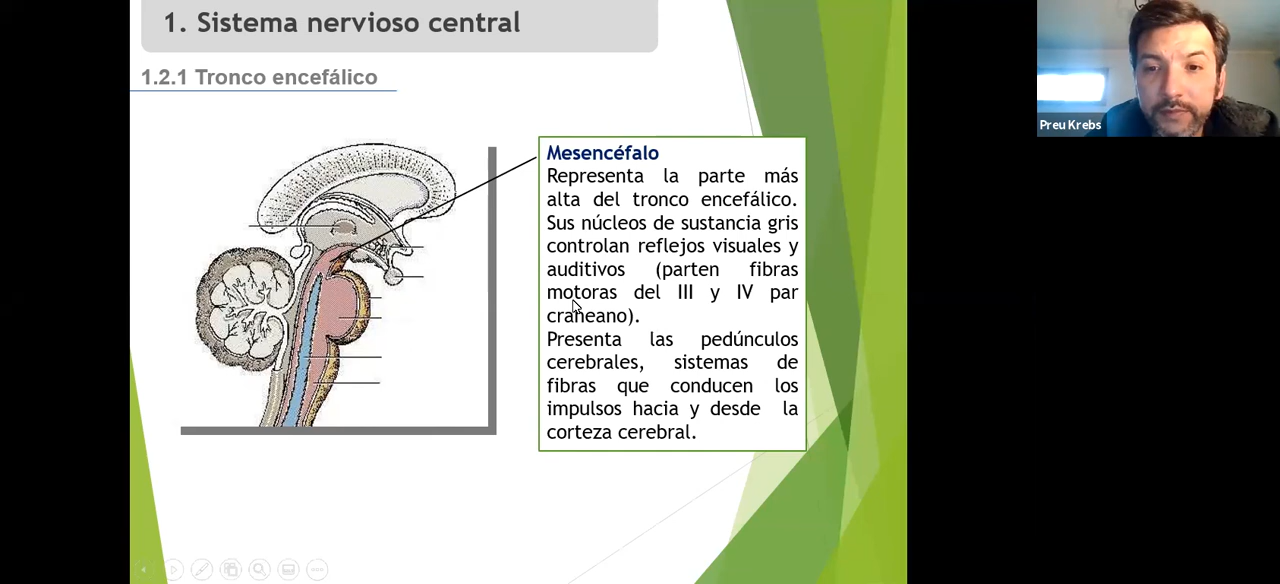 1. Sistema nervioso central
1.2.1 Tronco encefálico
Mesencéfalo
Representa la parte más
alta del tronco encefálico.
Sus núcleos de sustancia gris
controlan reflejos visuales y
auditivos (parten fibras
motoras del III y IV par
craneano).
Presenta las pedúnculos
cerebrales, sistemas de
fibras que conducen los
impulsos hacia y desde la
corteza cerebral.
Preu Krebs